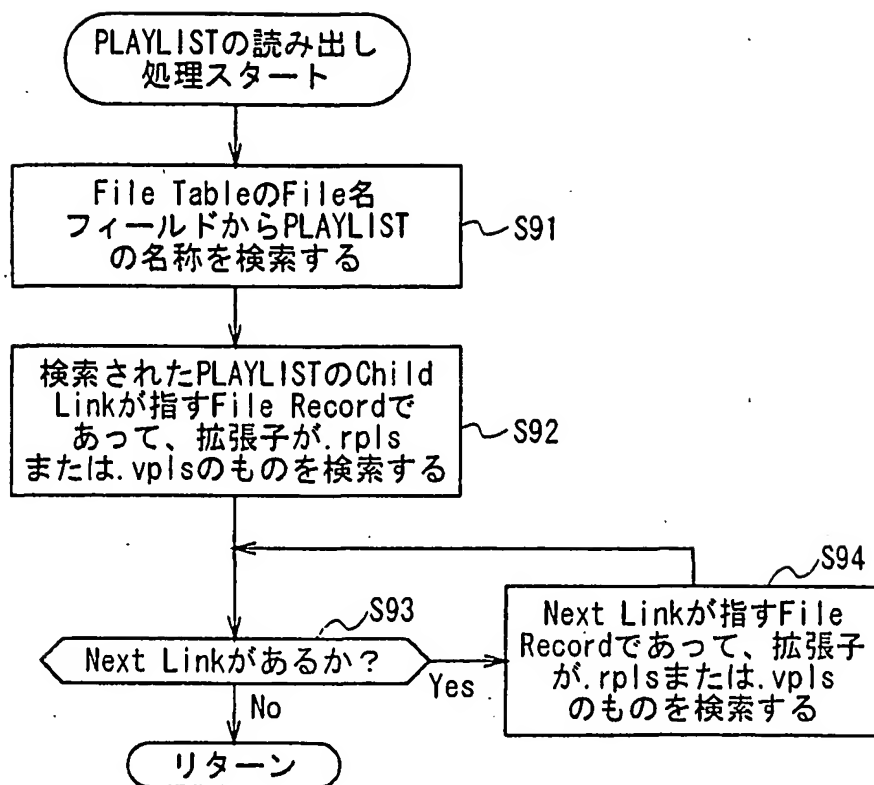 PLAYLISTの読み出し
処理スタート
File TableのFile名
フィールドからPLAYLIST
の名称を検索する
S91
検索されたPLAYLISTのChild
Linkが指すFile Recordで
あって、拡張子が.rpls
または.vplsのものを検索する
S92
S93
Next Linkがあるか？
Yes
No
S94
Next Linkが指すFile
Recordであって、拡張子
が.rplsまたは.vpls
のものを検索する
リターン